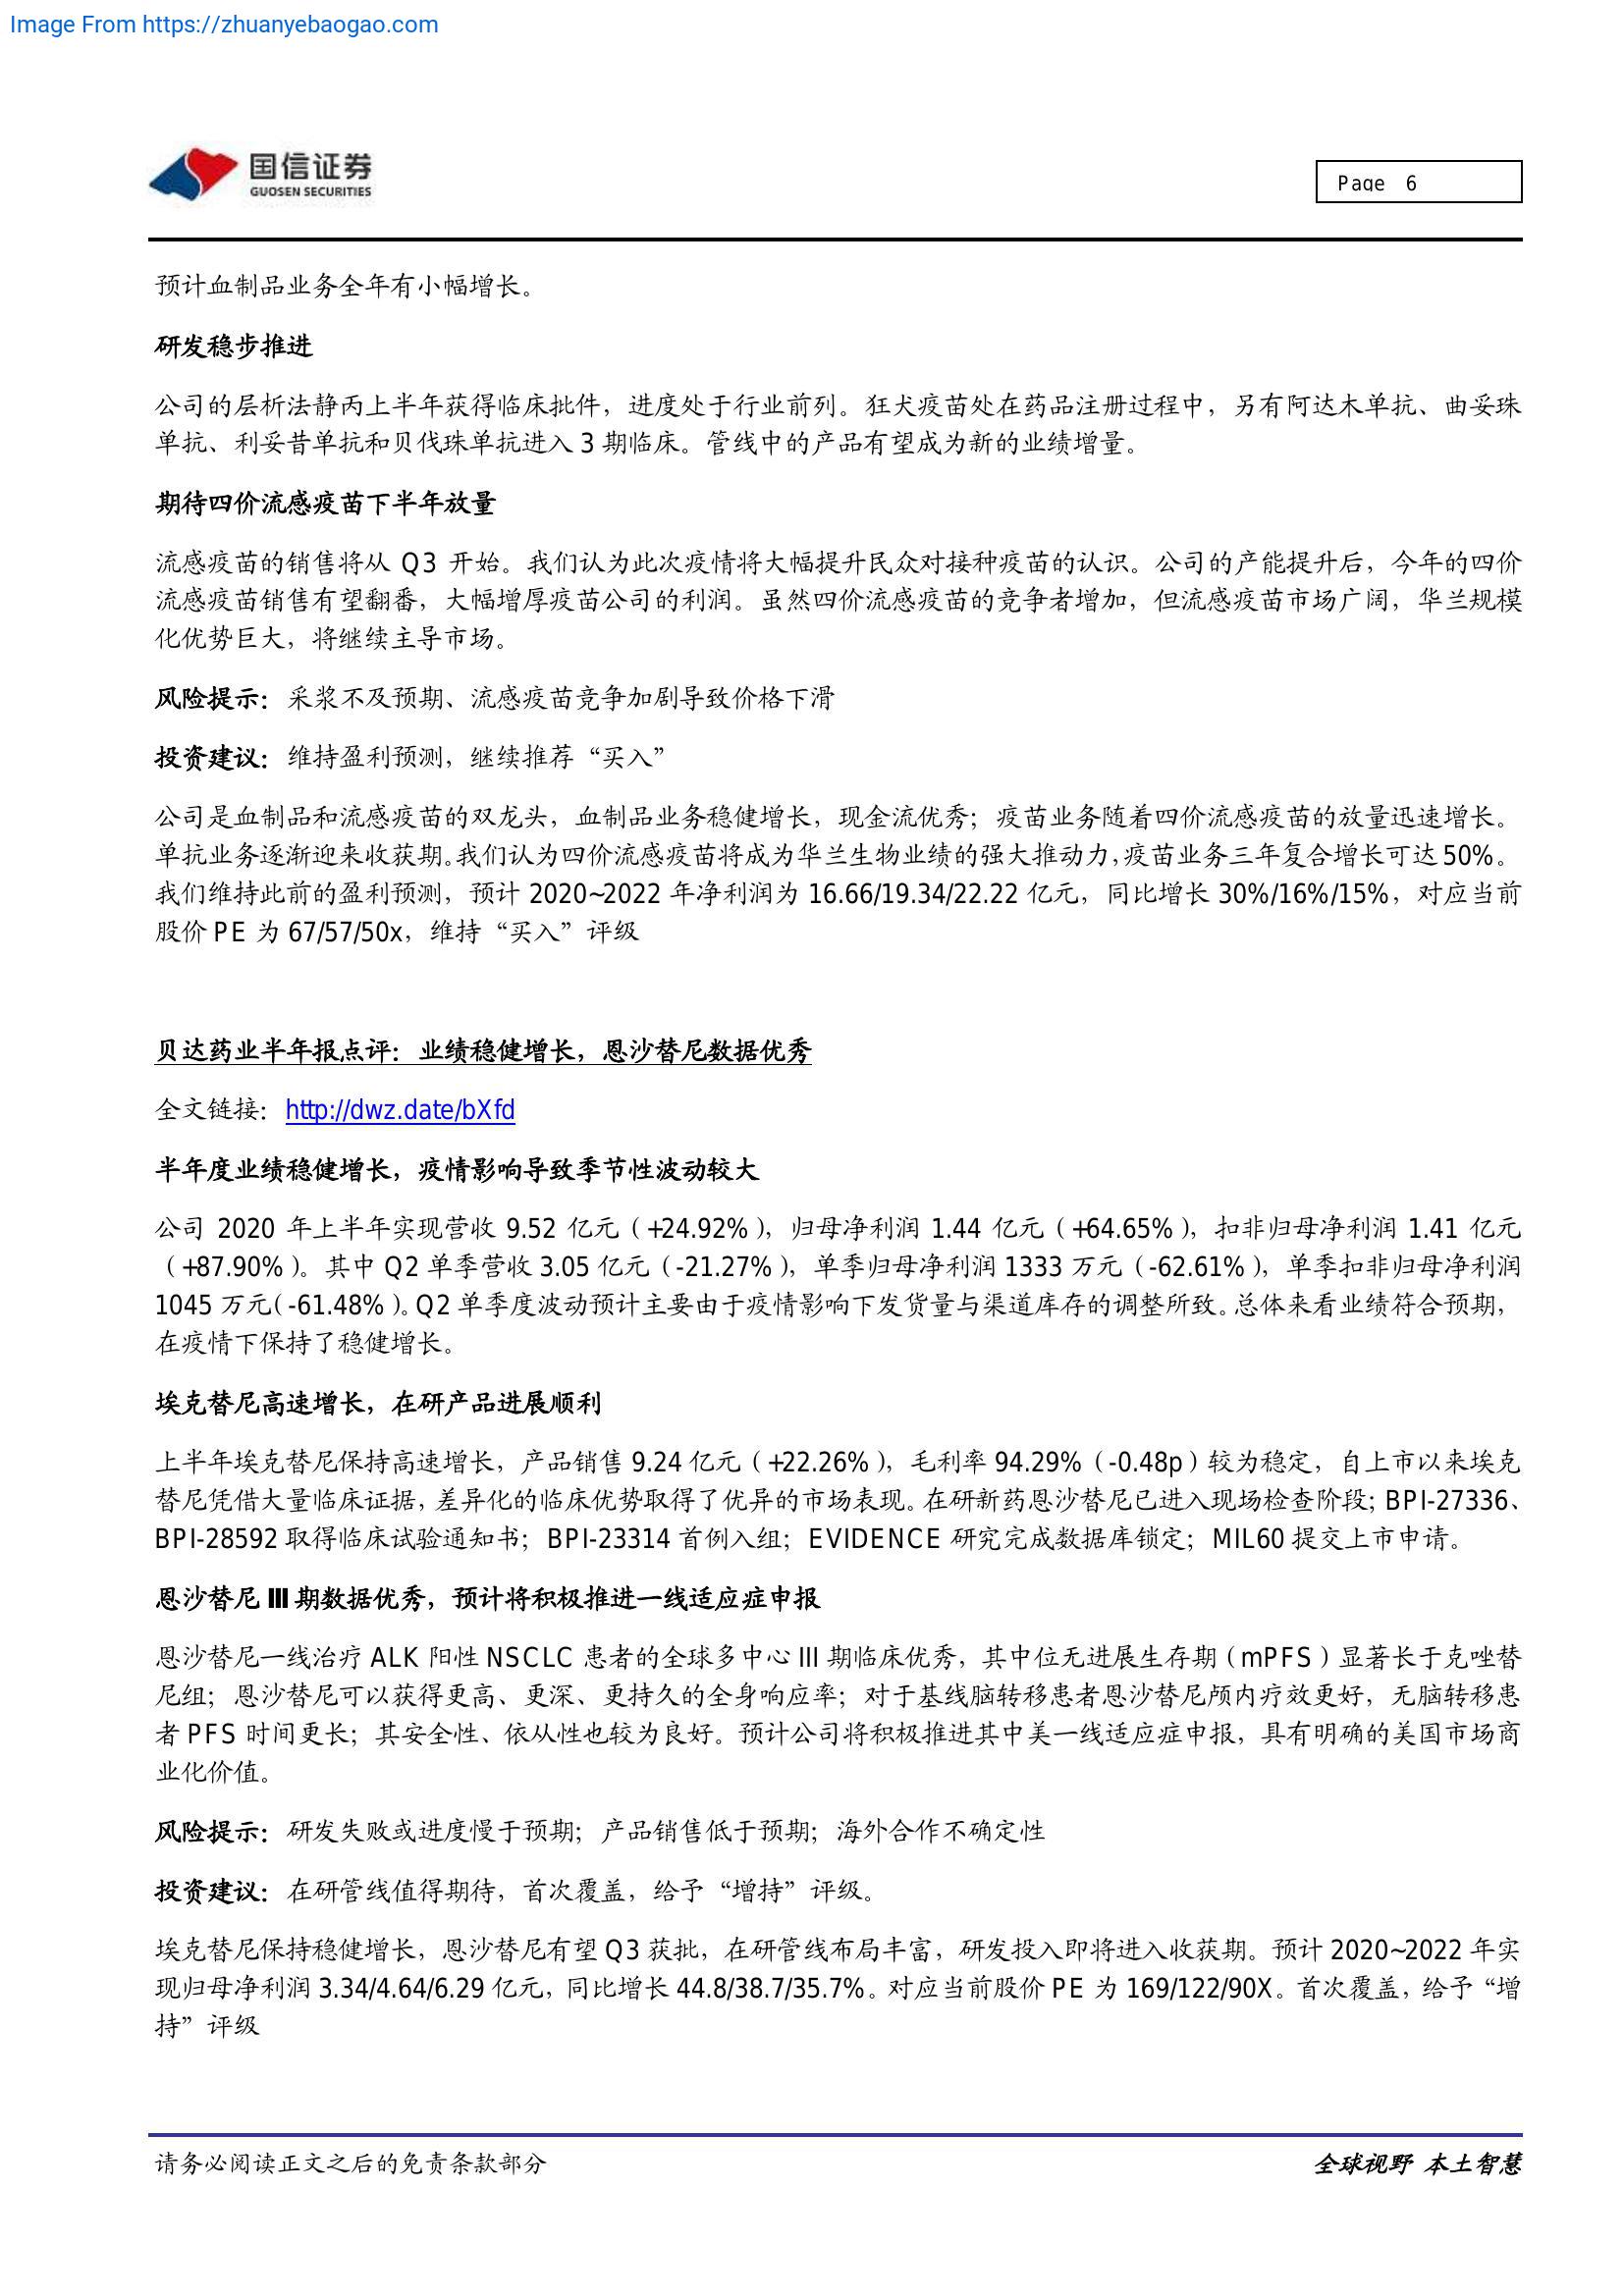 Image From https://zhuanyebaogao.com
国信证券
GUOSEN SECURITIES
Page 6
预计血制品业务全年有小幅增长。
研发稳步推进
公司的层析法静丙上半年获得临床批件，进度处于行业前列。狂犬疫苗处在药品注册过程中，另有阿达木单抗、曲妥珠
单抗、利妥昔单抗和贝伐珠单抗进入 3 期临床。管线中的产品有望成为新的业绩增量。
期待四价流感疫苗下半年放量
流感疫苗的销售将从 Q3 开始。我们认为此次疫情将大幅提升民众对接种疫苗的认识。公司的产能提升后，今年的四价
流感疫苗销售有望翻番，大幅增厚疫苗公司的利润。虽然四价流感疫苗的竞争者增加，但流感疫苗市场广阔，华兰规模
化优势巨大，将继续主导市场。
风险提示：采浆不及预期、流感疫苗竞争加剧导致价格下滑
投资建议：维持盈利预测，继续推荐“买入”
公司是血制品和流感疫苗的双龙头，血制品业务稳健增长，现金流优秀；疫苗业务随着四价流感疫苗的放量迅速增长。
单抗业务逐渐迎来收获期。我们认为四价流感疫苗将成为华兰生物业绩的强大推动力，疫苗业务三年复合增长可达 50%。
我们维持此前的盈利预测，预计 2020~2022 年净利润为 16.66/19.34/22.22 亿元，同比增长 30%/16%/15%，对应当前
股价 PE 为 67/57/50x，维持“买入”评级
贝达药业半年报点评：业绩稳健增长，恩沙替尼数据优秀
全文链接：http://dwz.date/bXfd
半年度业绩稳健增长，疫情影响导致季节性波动较大
公司 2020 年上半年实现营收 9.52 亿元（+24.92%），归母净利润 1.44 亿元（+64.65%），扣非归母净利润 1.41 亿元
（+87.90%）。其中 Q2 单季营收 3.05 亿元（-21.27%），单季归母净利润 1333 万元（-62.61%），单季扣非归母净利润
1045 万元（-61.48%）。Q2 单季度波动预计主要由于疫情影响下发货量与渠道库存的调整所致。总体来看业绩符合预期，
在疫情下保持了稳健增长。
埃克替尼高速增长，在研产品进展顺利
上半年埃克替尼保持高速增长，产品销售 9.24 亿元（+22.26%），毛利率 94.29%（-0.48p）较为稳定，自上市以来埃克
替尼凭借大量临床证据，差异化的临床优势取得了优异的市场表现。在研新药恩沙替尼已进入现场检查阶段；BPI-27336、
BPI-28592 取得临床试验通知书；BPI-23314 首例入组；EVIDENCE 研究完成数据库锁定；MIL60 提交上市申请。
恩沙替尼 III 期数据优秀，预计将积极推进一线适应症申报
恩沙替尼一线治疗 ALK 阳性 NSCLC 患者的全球多中心 III 期临床优秀，其中位无进展生存期（mPFS）显著长于克唑替
尼组；恩沙替尼可以获得更高、更深、更持久的全身响应率；对于基线脑转移患者恩沙替尼颅内疗效更好，无脑转移患
者 PFS 时间更长；其安全性、依从性也较为良好。预计公司将积极推进其中美一线适应症申报，具有明确的美国市场商
业化价值。
风险提示：研发失败或进度慢于预期；产品销售低于预期；海外合作不确定性
投资建议：在研管线值得期待，首次覆盖，给予“增持”评级。
埃克替尼保持稳健增长，恩沙替尼有望 Q3 获批，在研管线布局丰富，研发投入即将进入收获期。预计 2020~2022 年实
现归母净利润 3.34/4.64/6.29 亿元，同比增长 44.8/38.7/35.7%。对应当前股价 PE 为 169/122/90X。首次覆盖，给予“增
持”评级
请务必阅读正文之后的免责条款部分
全球视野 本土智慧